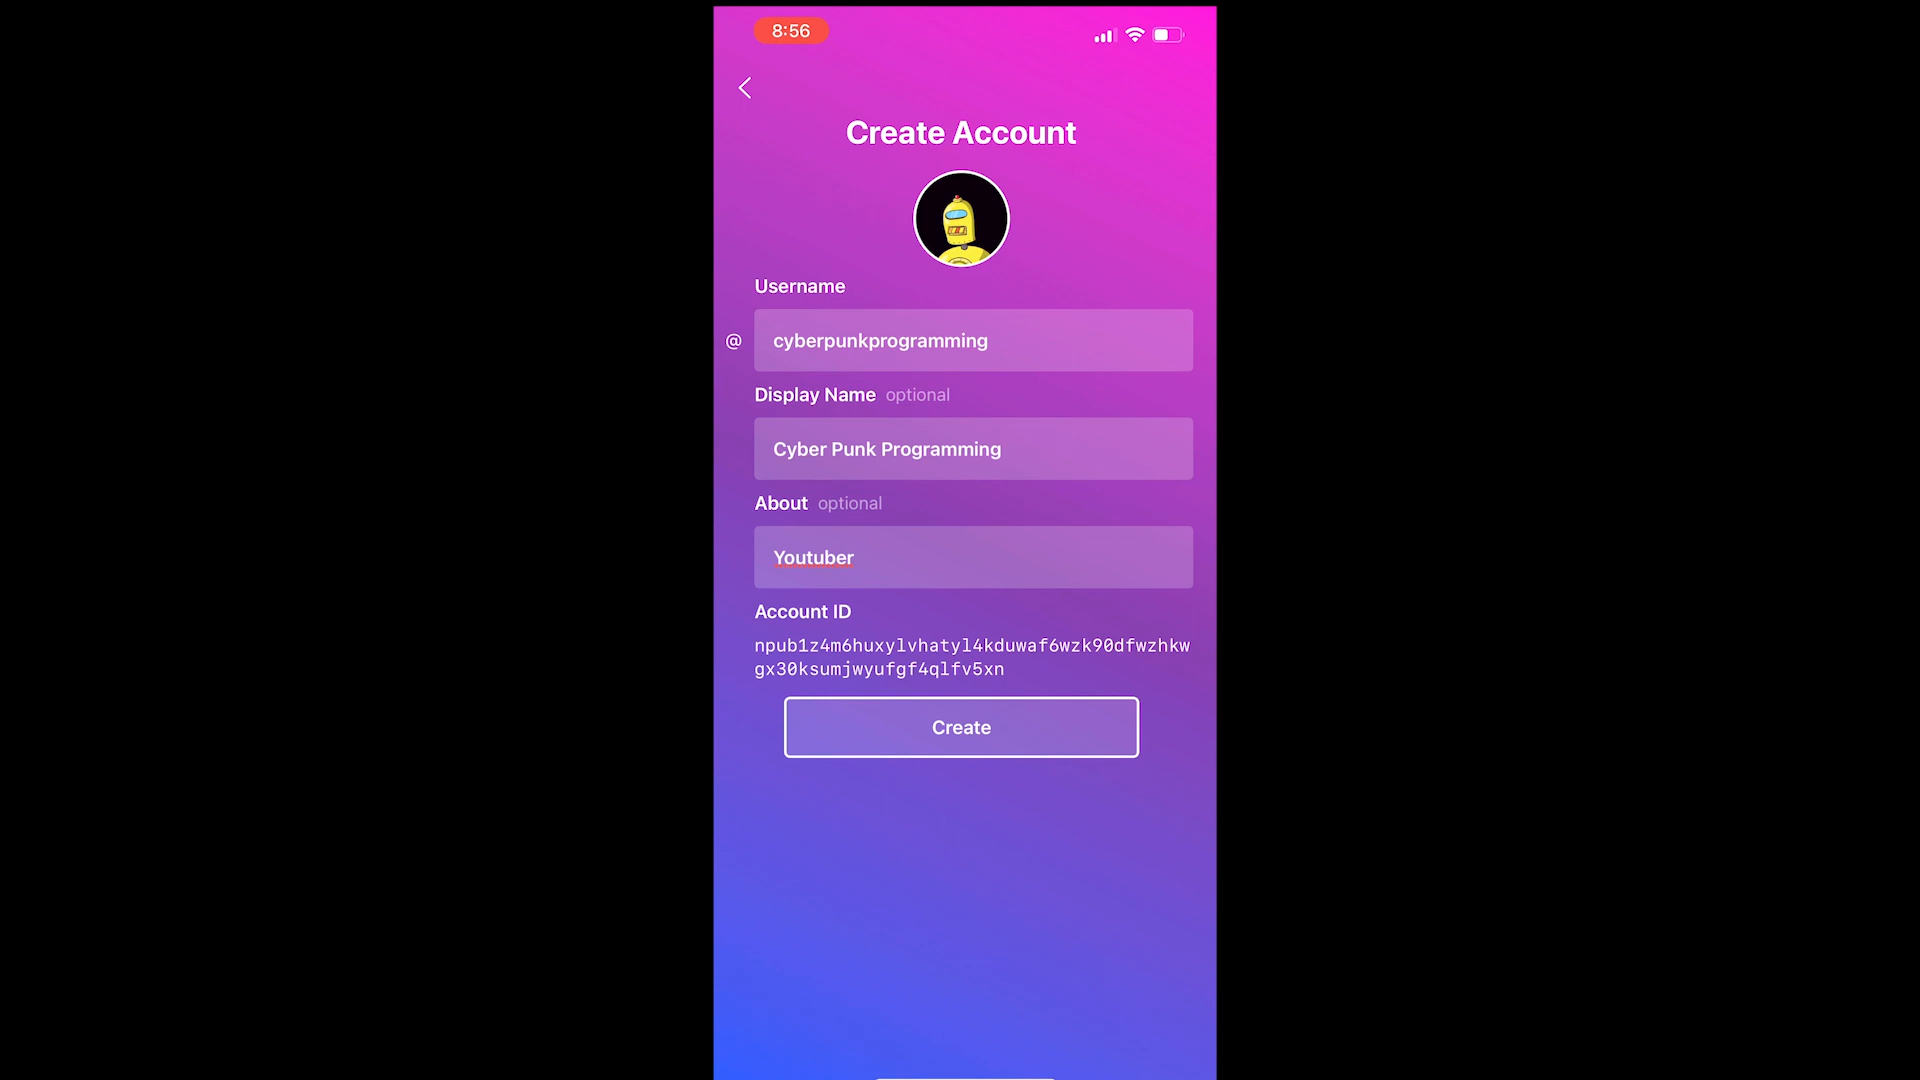 8:56
Create Account
Username
@ cyberpunkprogramming
Display Name optional
Cyber Punk Programming
About optional
Youtuber
Account ID
npub1z4m6huxylvhatyl4kduwaf6wzk90dfwzhkw
gx30ksumjwyufgf4qlfv5xn
Create